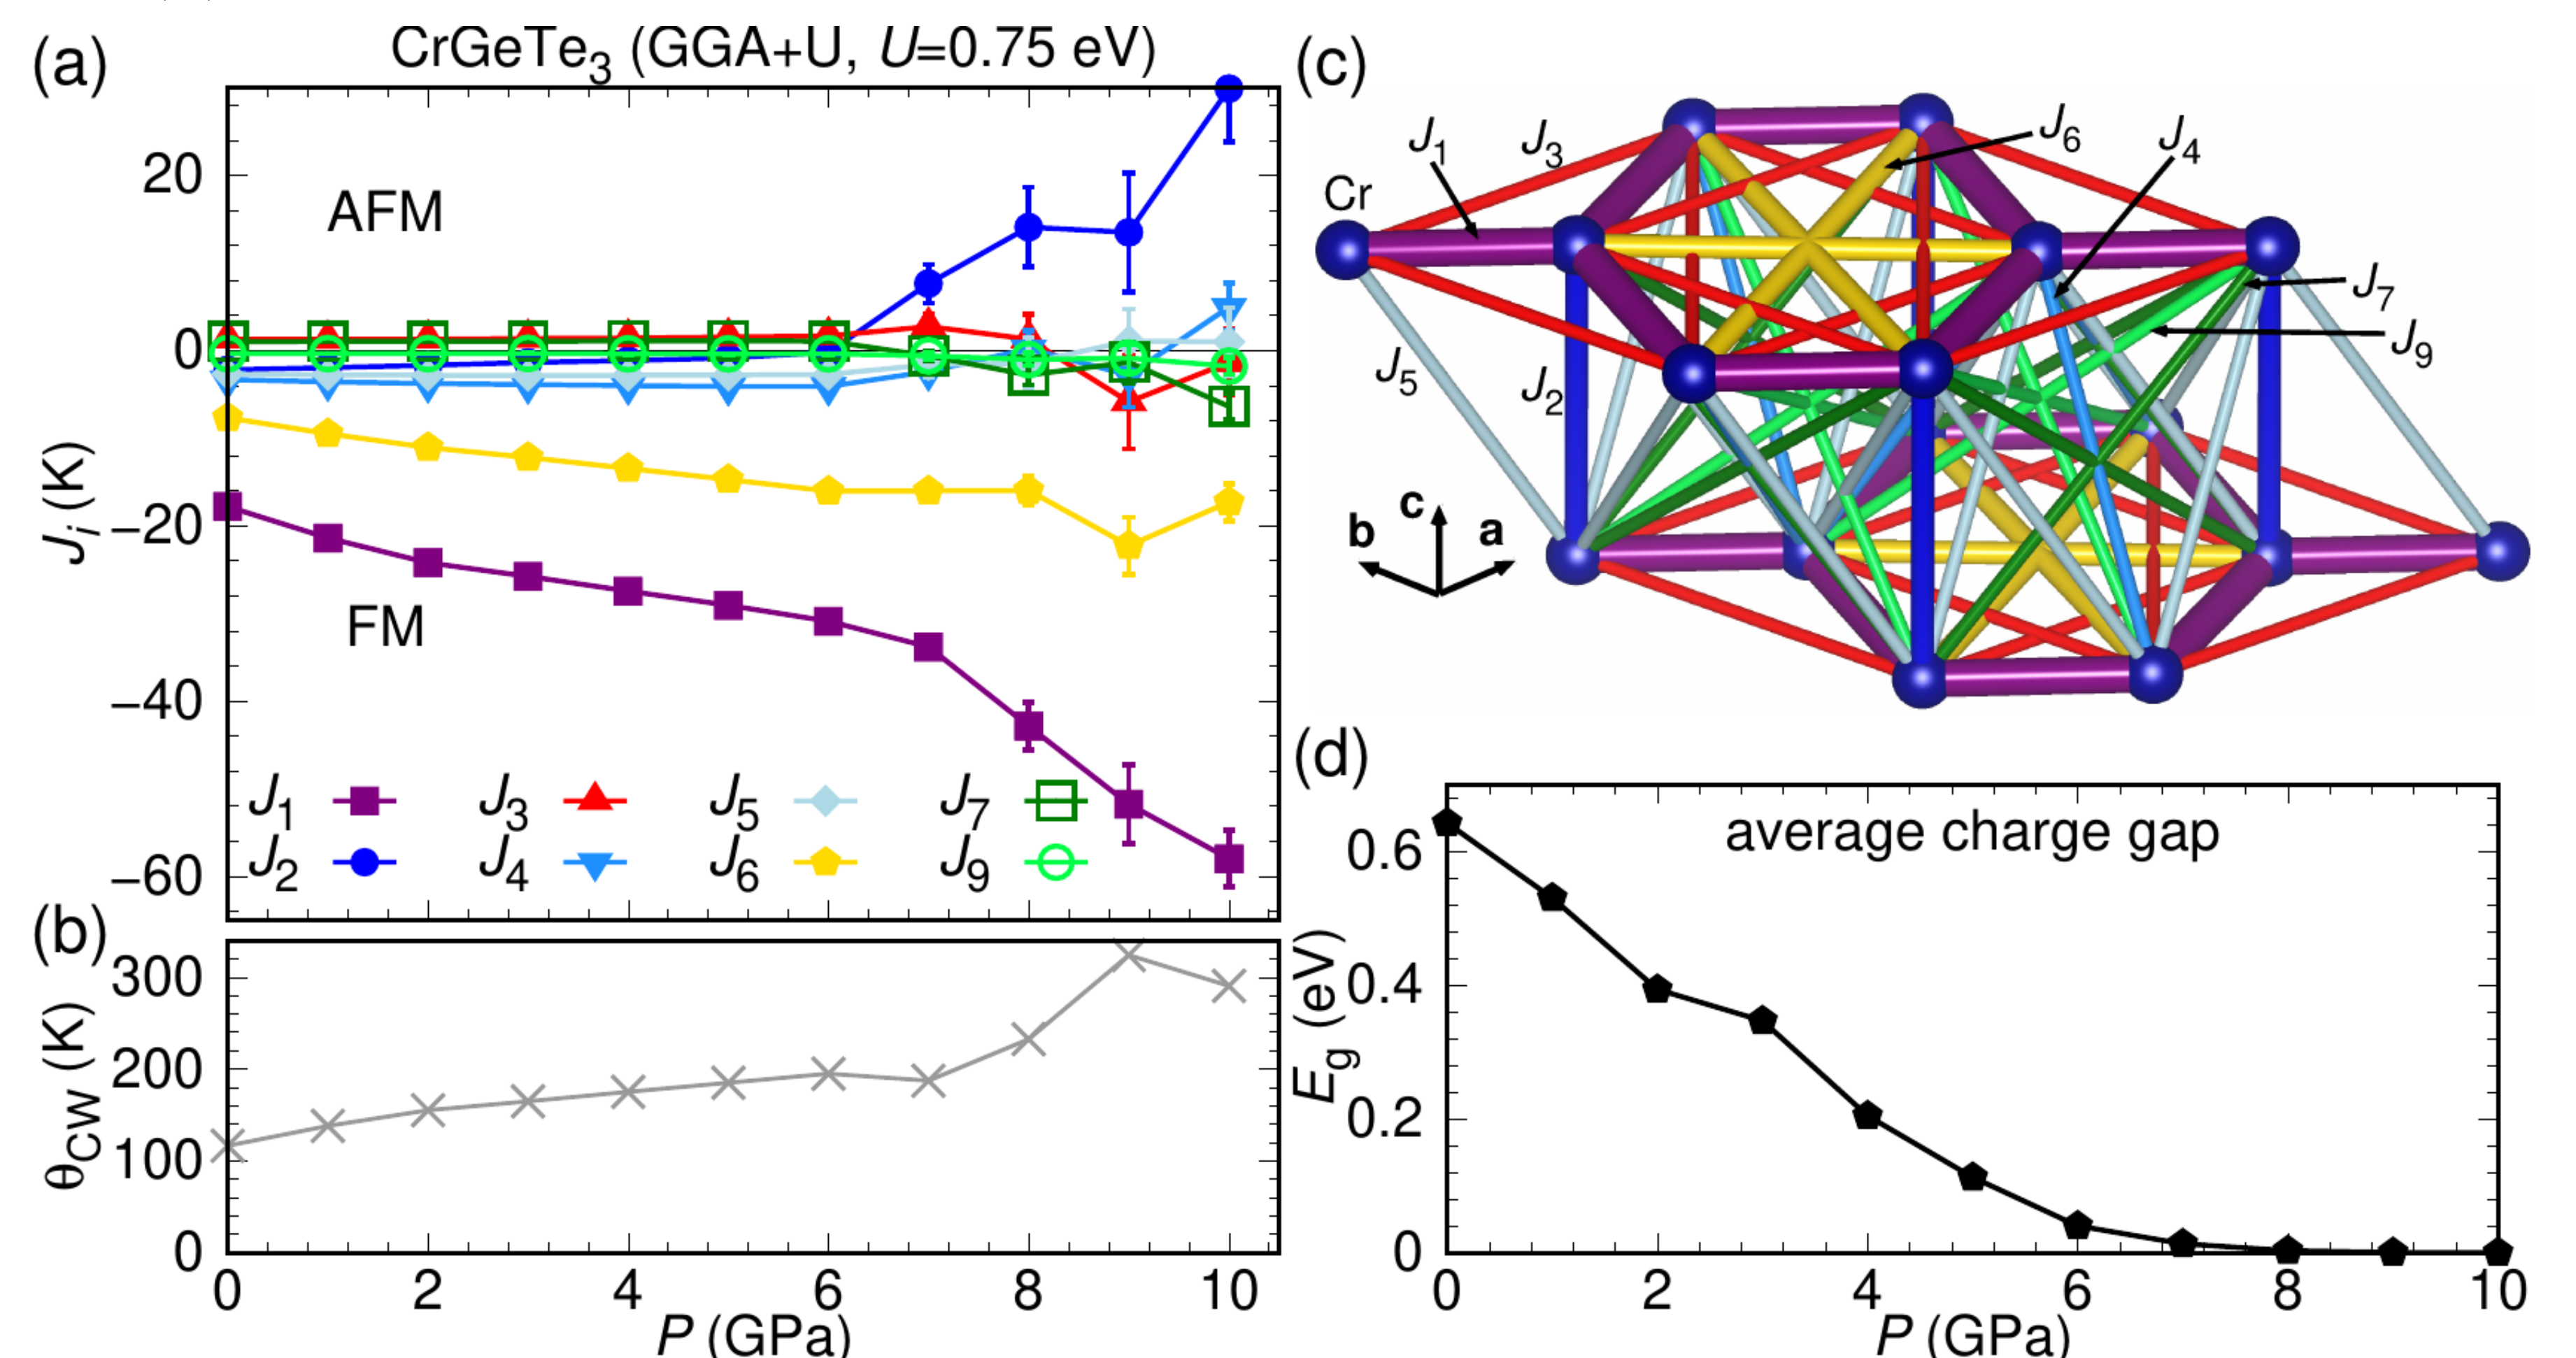 (a)
CrGeTe3 (GGA+U, U=0.75 eV)
20
0
−20
−40
−60
Ji (K)
AFM
FM
J1 J3 J5 J7
J2 J4 J6 J9
(b)
300
200
100
0
θCW (K)
0 2 4 6 8 10
P (GPa)
(c)
J1 J3 J6 J4
Cr
J7
J9
J5 J2
b c a
(d)
average charge gap
0.6
0.4
0.2
0
Eg (eV)
0 2 4 6 8 10
P (GPa)